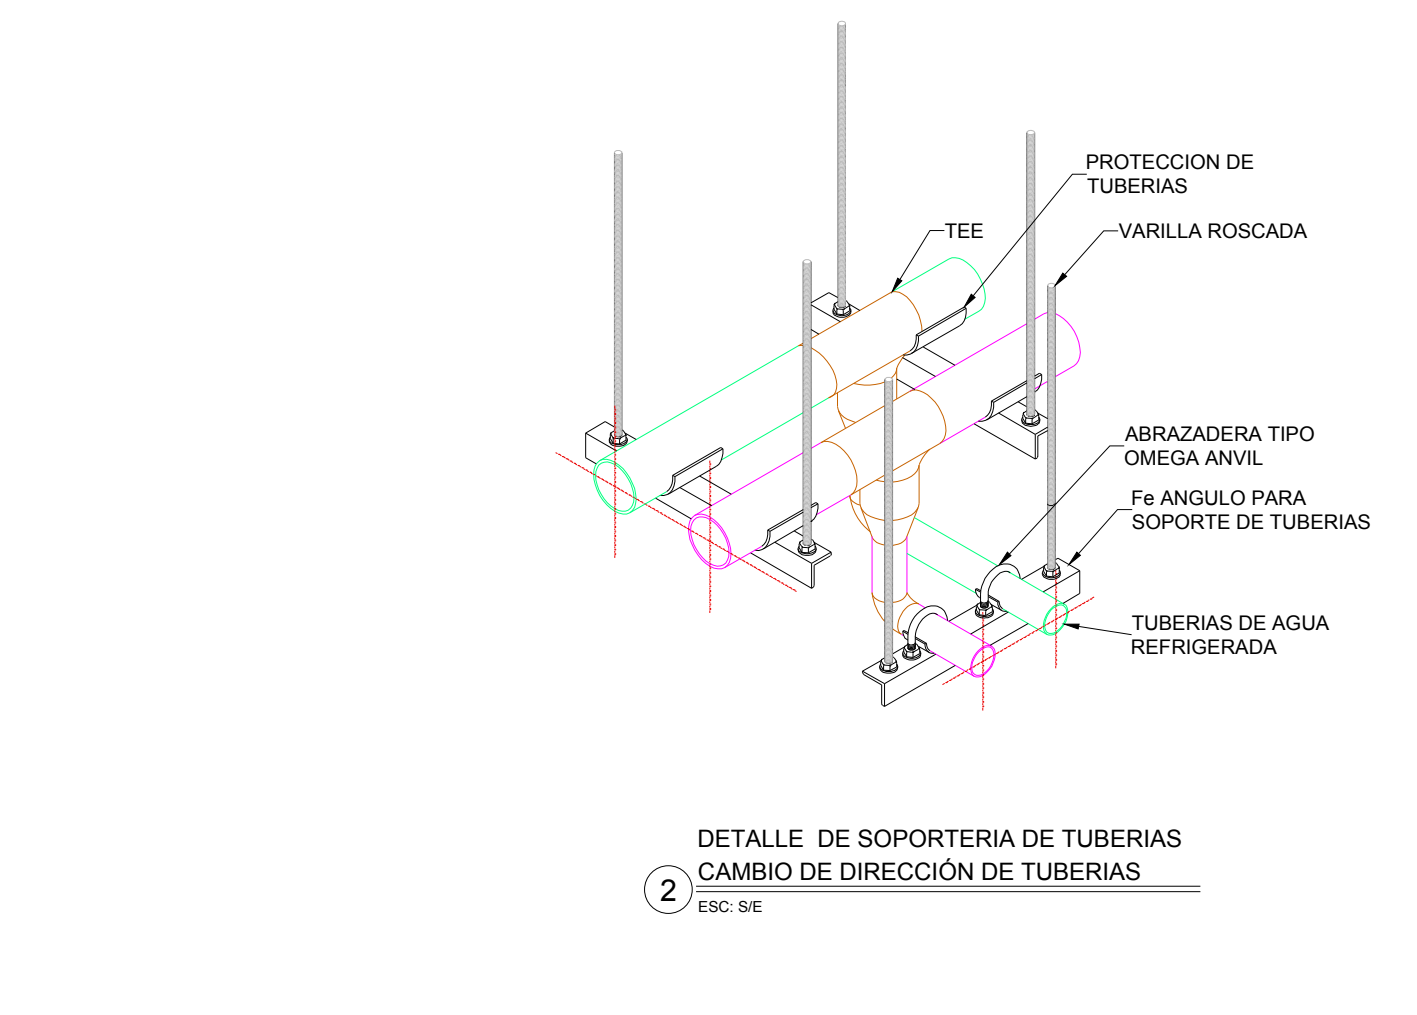 PROTECCION DE
TUBERIAS
TEE
VARILLA ROSCADA
ABRAZADERA TIPO
OMEGA ANVIL
Fe ANGULO PARA
SOPORTE DE TUBERIAS
TUBERIAS DE AGUA
REFRIGERADA
DETALLE  DE SOPORTERIA DE TUBERIAS
CAMBIO DE DIRECCIÓN DE TUBERIAS
2
ESC: S/E